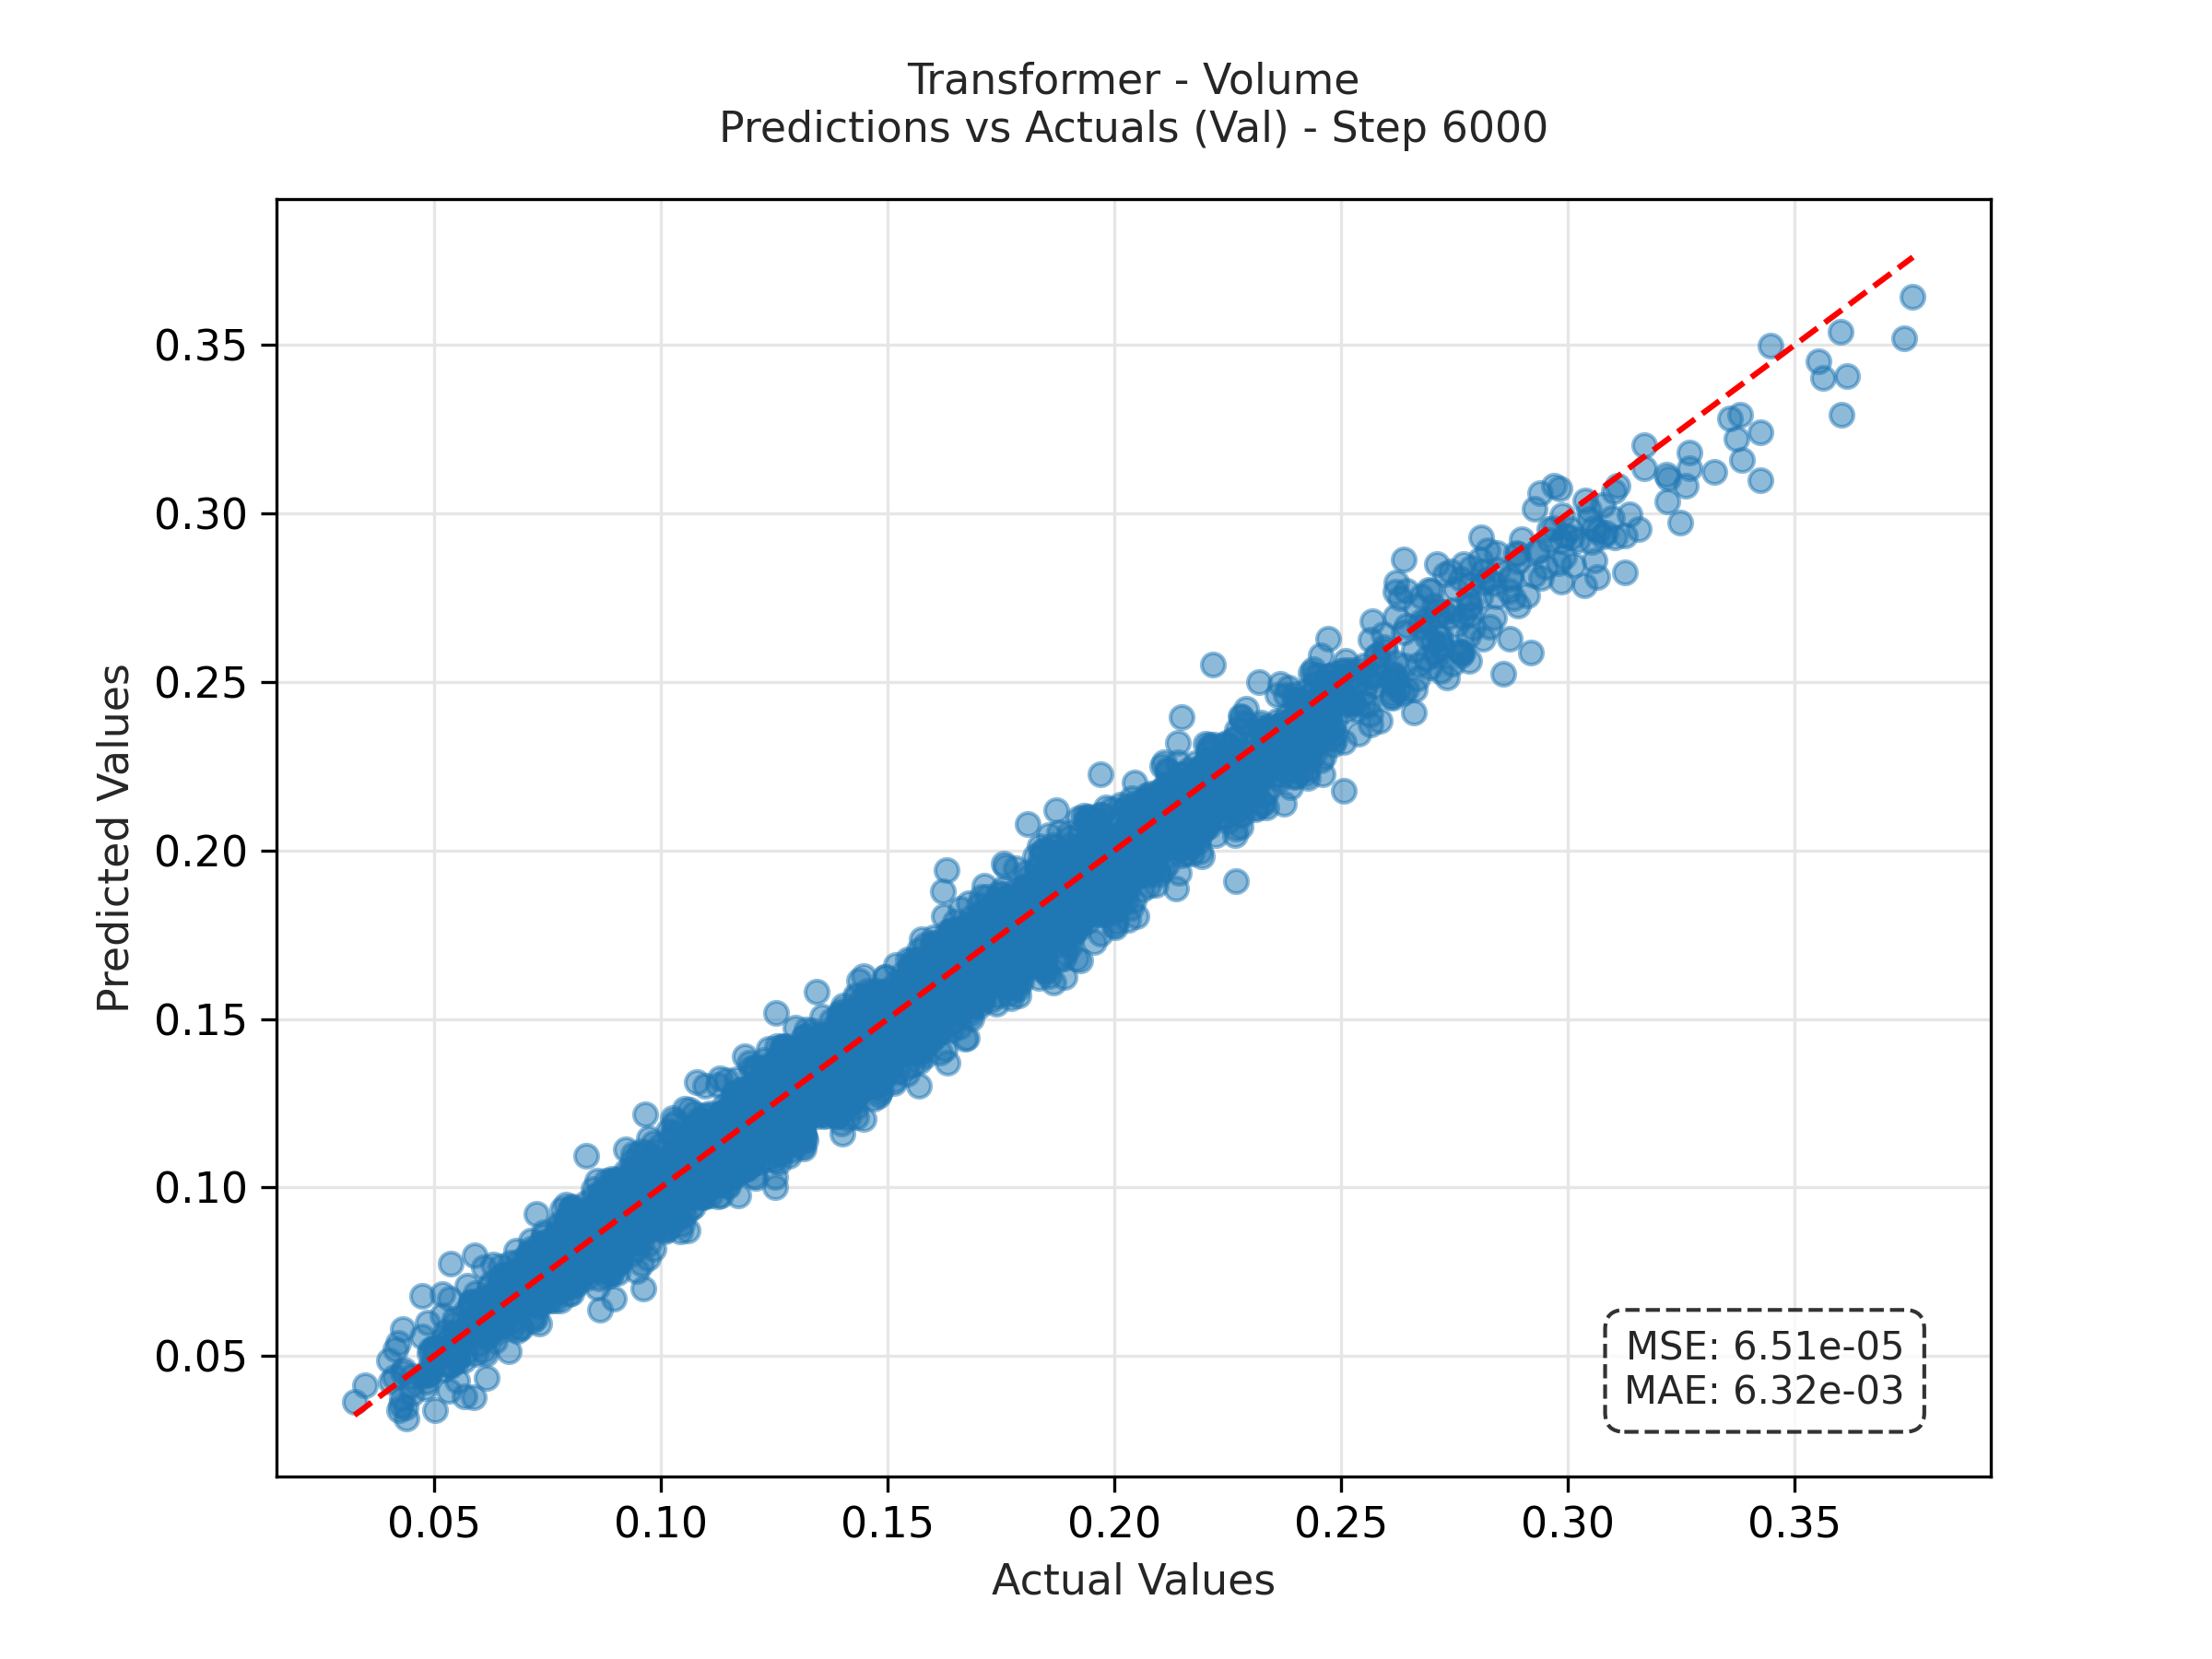 Transformer - Volume
Predictions vs Actuals (Val) - Step 6000
Predicted Values
0.35
0.30
0.25
0.20
0.15
0.10
0.05
MSE: 6.51e-05
MAE: 6.32e-03
0.05 0.10 0.15 0.20 0.25 0.30 0.35
Actual Values